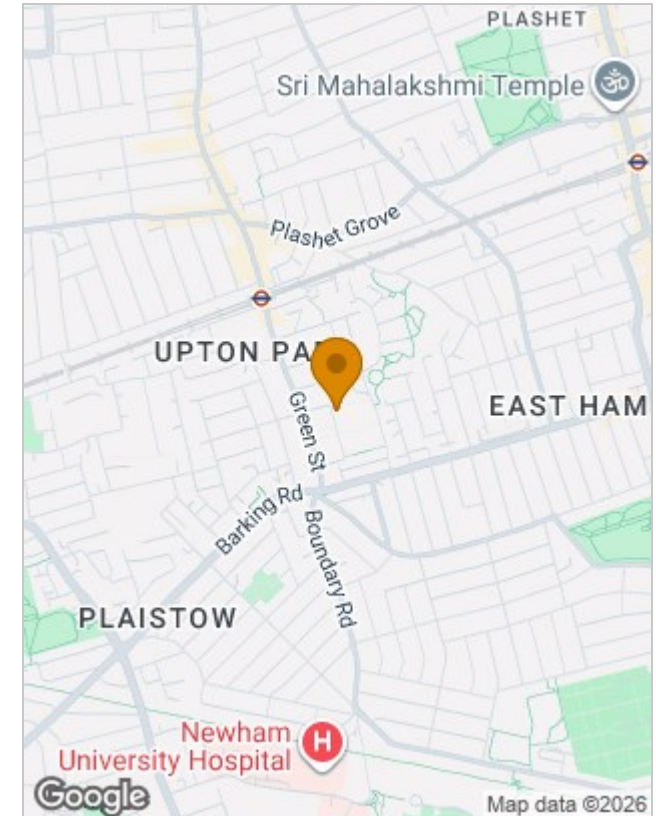 PLASHET
Sri Mahalakshmi Temple
ॐ
Plashet Grove
UPTON PA
Green St
EAST HAM
Barking Rd
Boundary Rd
PLAISTOW
Newham
University Hospital
H
Google
Map data ©2026